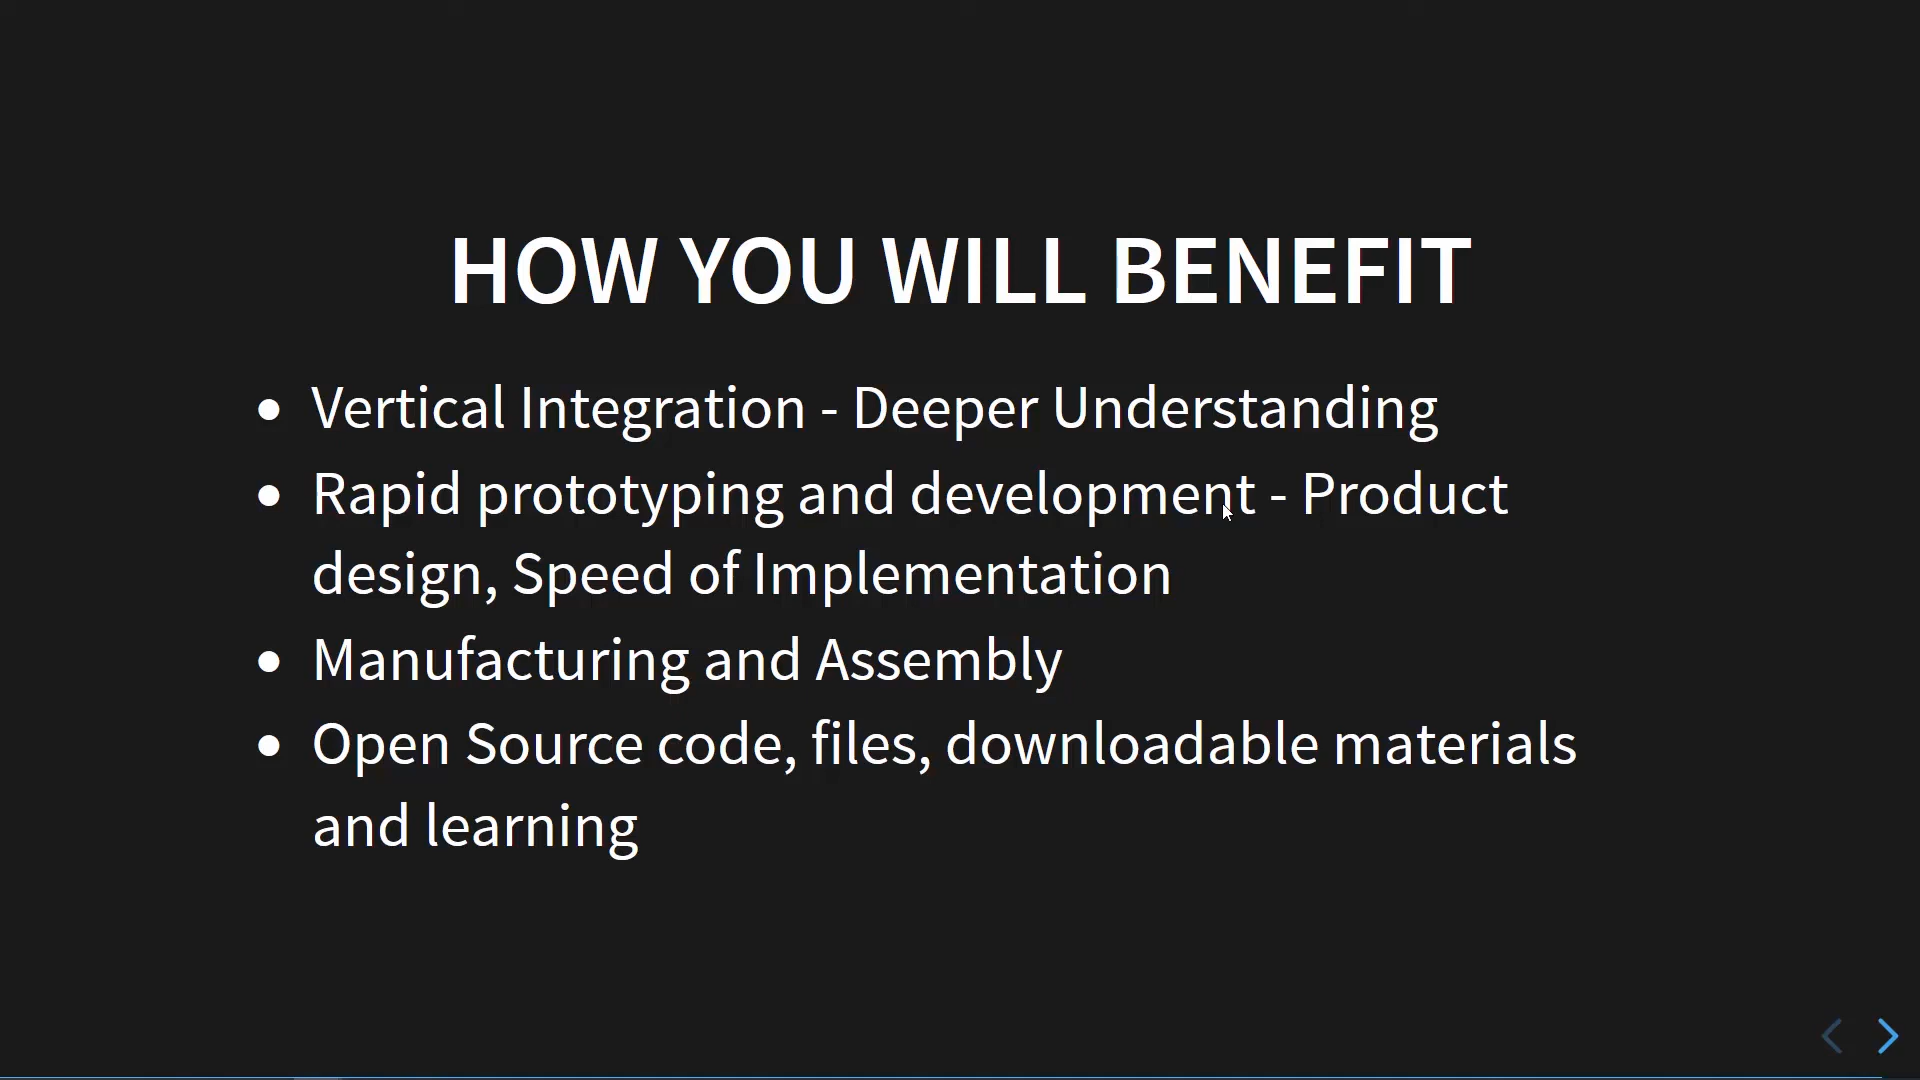 HOW YOU WILL BENEFIT
• Vertical Integration - Deeper Understanding
• Rapid prototyping and development - Product
design, Speed of Implementation
• Manufacturing and Assembly
• Open Source code, files, downloadable materials
and learning